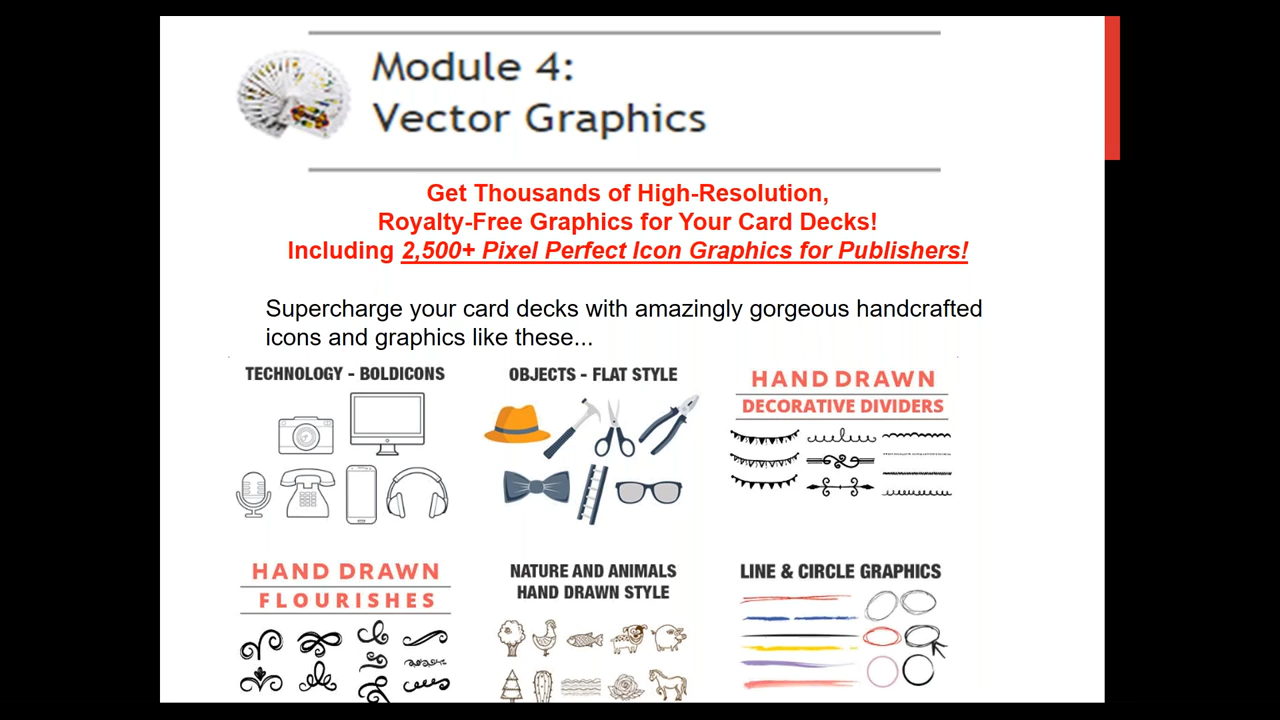 Module 4:
Vector Graphics
Get Thousands of High-Resolution,
Royalty-Free Graphics for Your Card Decks!
Including 2,500+ Pixel Perfect Icon Graphics for Publishers!
Supercharge your card decks with amazingly gorgeous handcrafted
icons and graphics like these...
TECHNOLOGY - BOLDICONS
OBJECTS - FLAT STYLE
HAND DRAWN
DECORATIVE DIVIDERS
HAND DRAWN
FLOURISHES
NATURE AND ANIMALS
HAND DRAWN STYLE
LINE & CIRCLE GRAPHICS